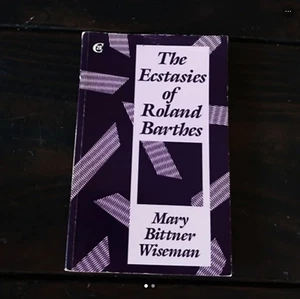 The
Ecstasies
of
Roland
Barthes
Mary
Bittner
Wiseman